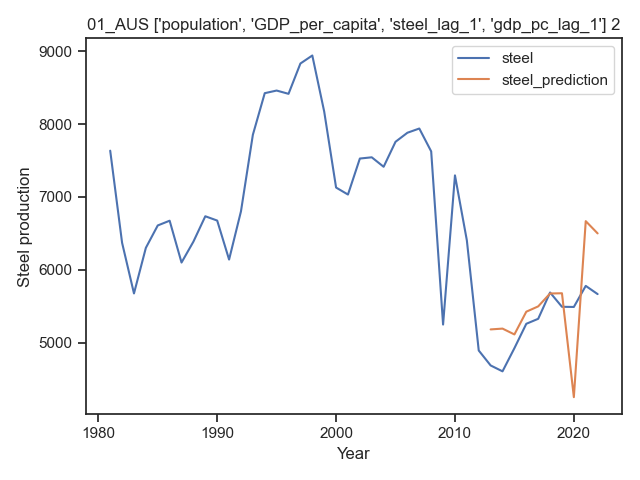 01_AUS ['population', 'GDP_per_capita', 'steel_lag_1', 'gdp_pc_lag_1'] 2
steel
steel_prediction
9000
8000
7000
6000
5000
Steel production
1980
1990
2000
2010
2020
Year